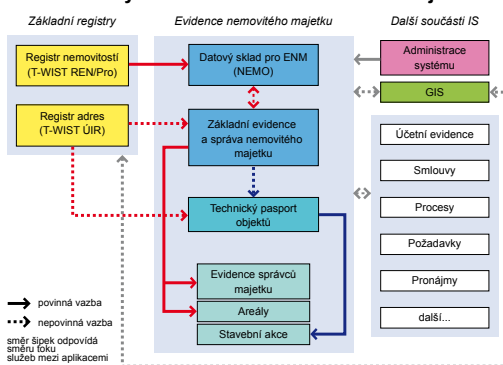 Základní registry
Evidence nemovitého majetku
Další součástí IS
Registr nemovitostí
(T-WIST REN/Pro)
Registr adres
(T-WIST ÚIR)
Datový sklad pro ENM
(NEMO)
Základní evidence
a správa nemovitého
majetku
Technický pasport
objektů
Evidence správců
majetku
Areály
Stavební akce
Administrace
systému
GIS
Účetní evidence
Smlouvy
Procesy
Požadavky
Pronájmy
další...
povinná vazba
nepovinná vazba
směr šipek odpovídá
směru toku
služeb mezi aplikacemi